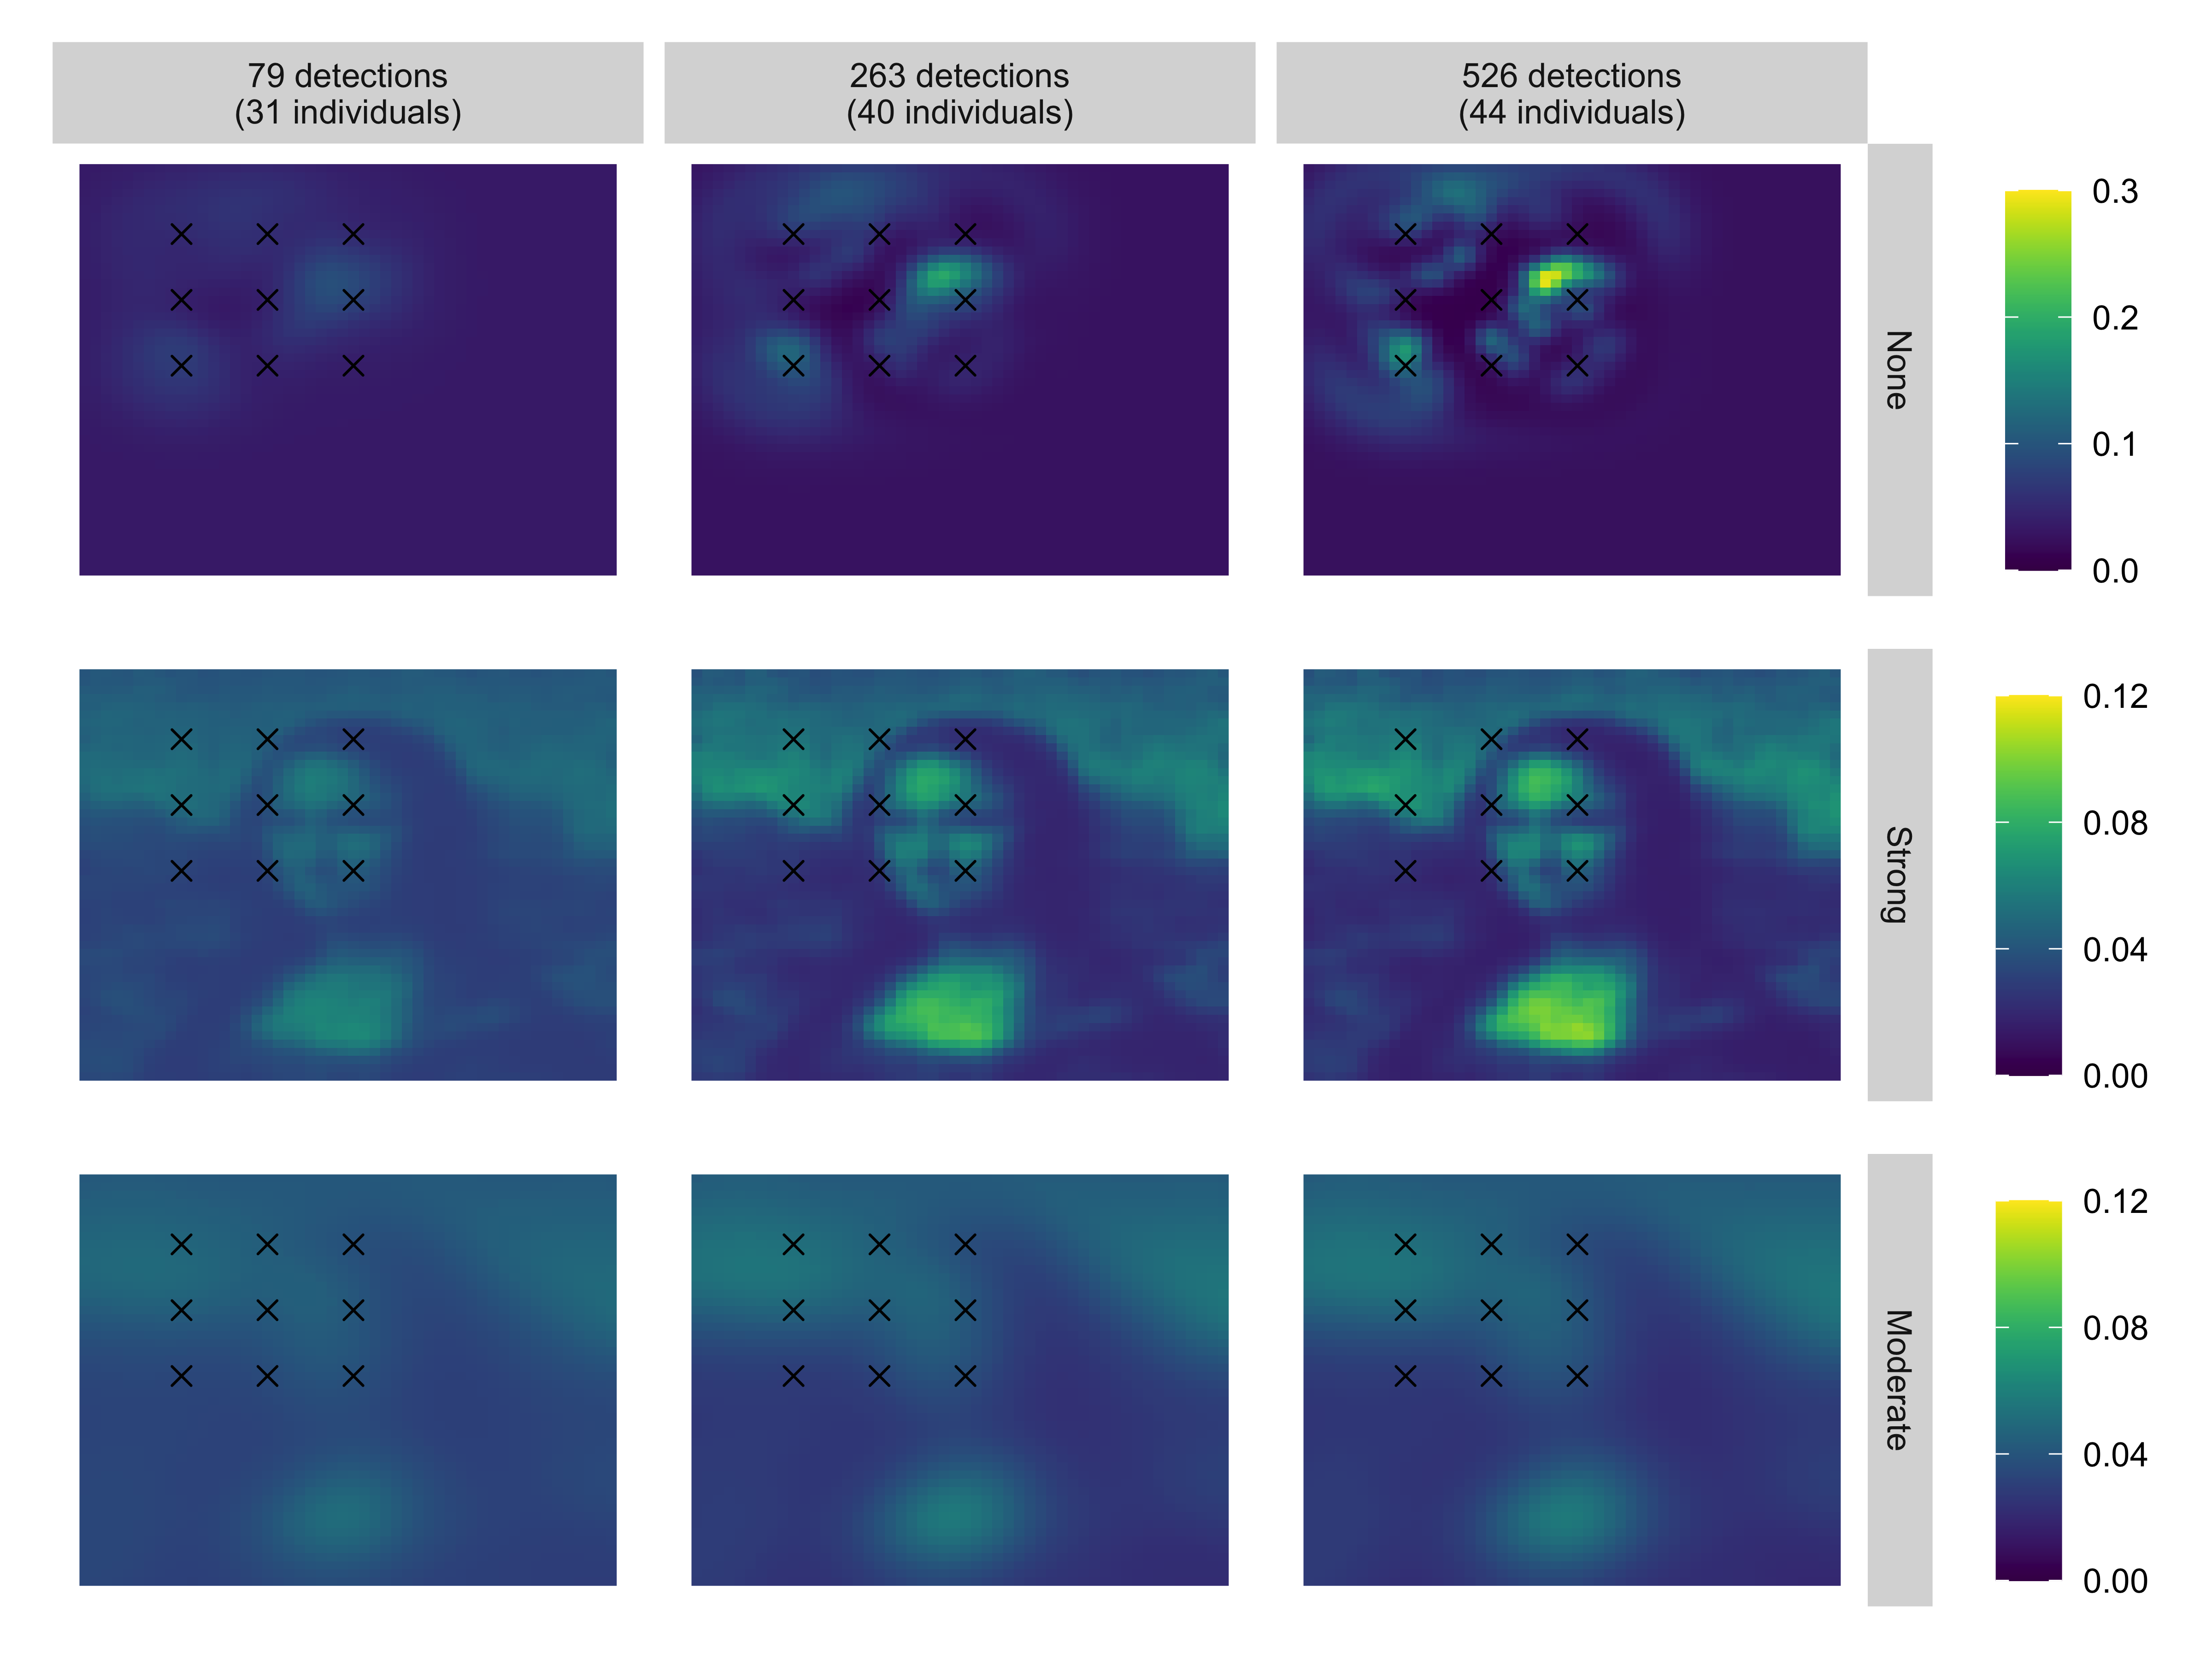 79 detections
(31 individuals)
263 detections
(40 individuals)
526 detections
(44 individuals)
None
0.3
0.2
0.1
0.0
Strong
0.12
0.08
0.04
0.00
Moderate
0.12
0.08
0.04
0.00